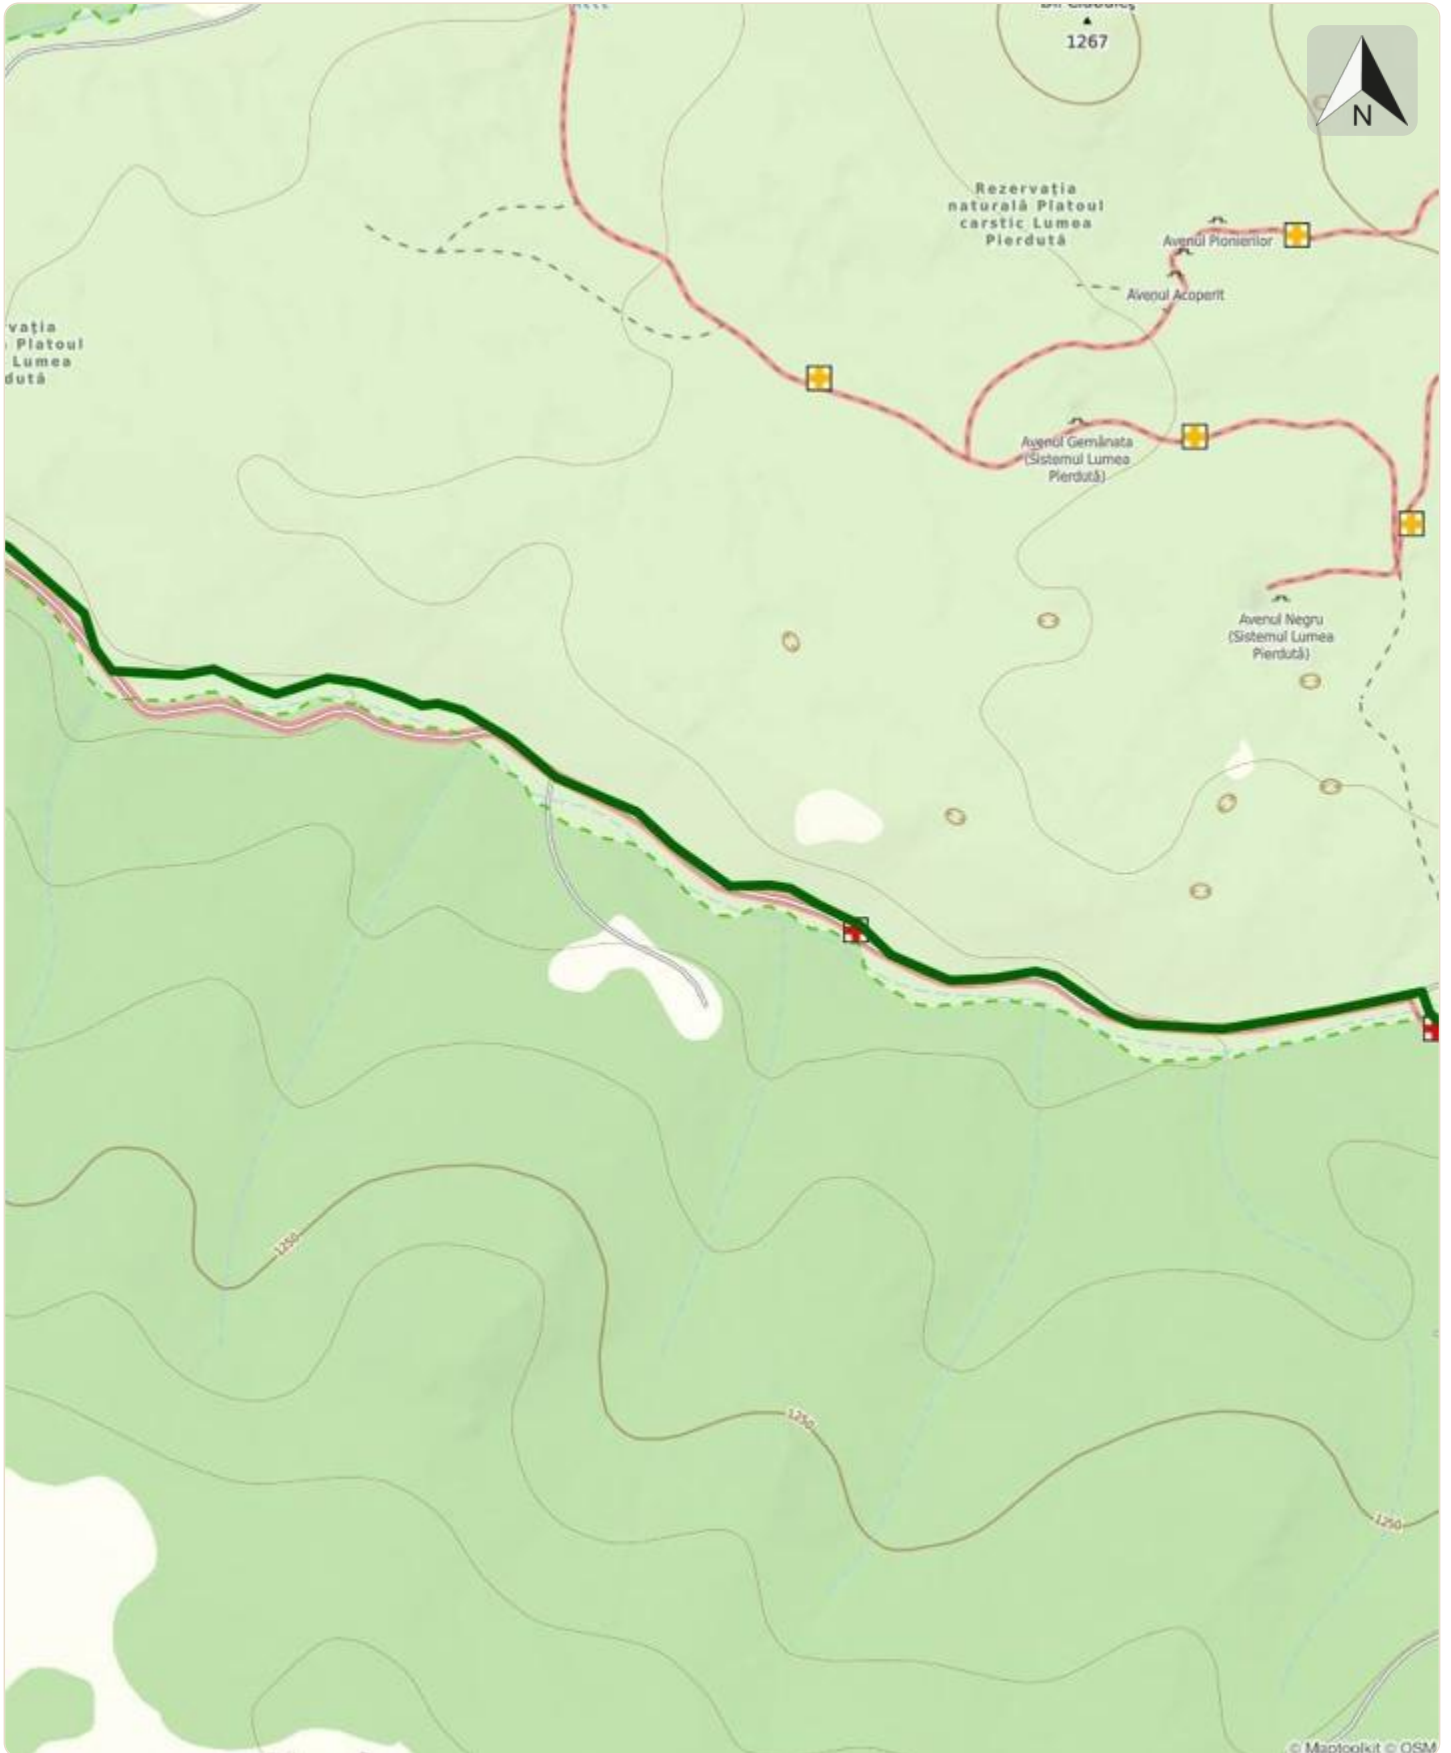 1267
N
Rezervația
naturală Platoul
carstic Lumea
Pierdută
Avenul Pionierilor
Avenul Acoperit
vația
Platoul
Lumea
dută
Avenul Gemănata
(Sistemul Lumea
Pierdută)
Avenul Negru
(Sistemul Lumea
Pierdută)
1250
1250
1250
© Maptoolkit © OSM